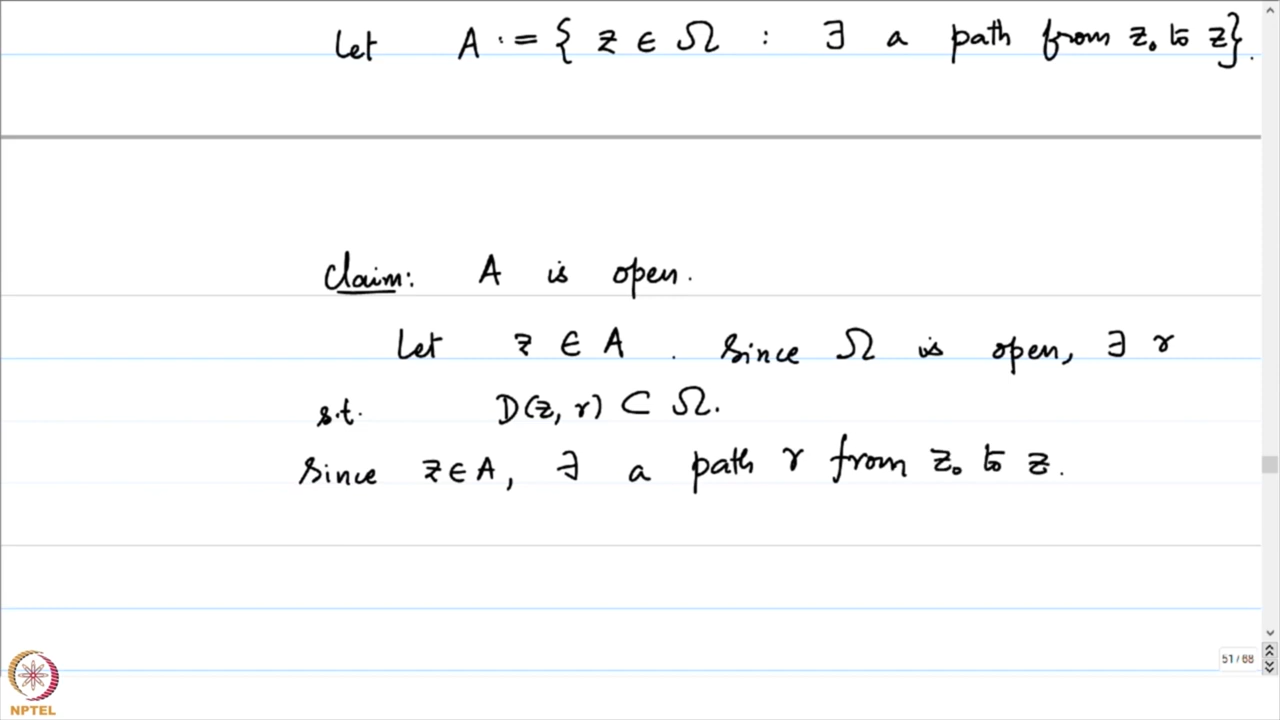 Let A := { z ∈ Ω : ∃ a path from z₀ to z}.
Claim: A is open.
Let z ∈ A. Since Ω is open, ∃ r
s.t. D(z, r) ⊂ Ω.
Since z ∈ A, ∃ a path γ from z₀ to z.
51 / 68
NPTEL